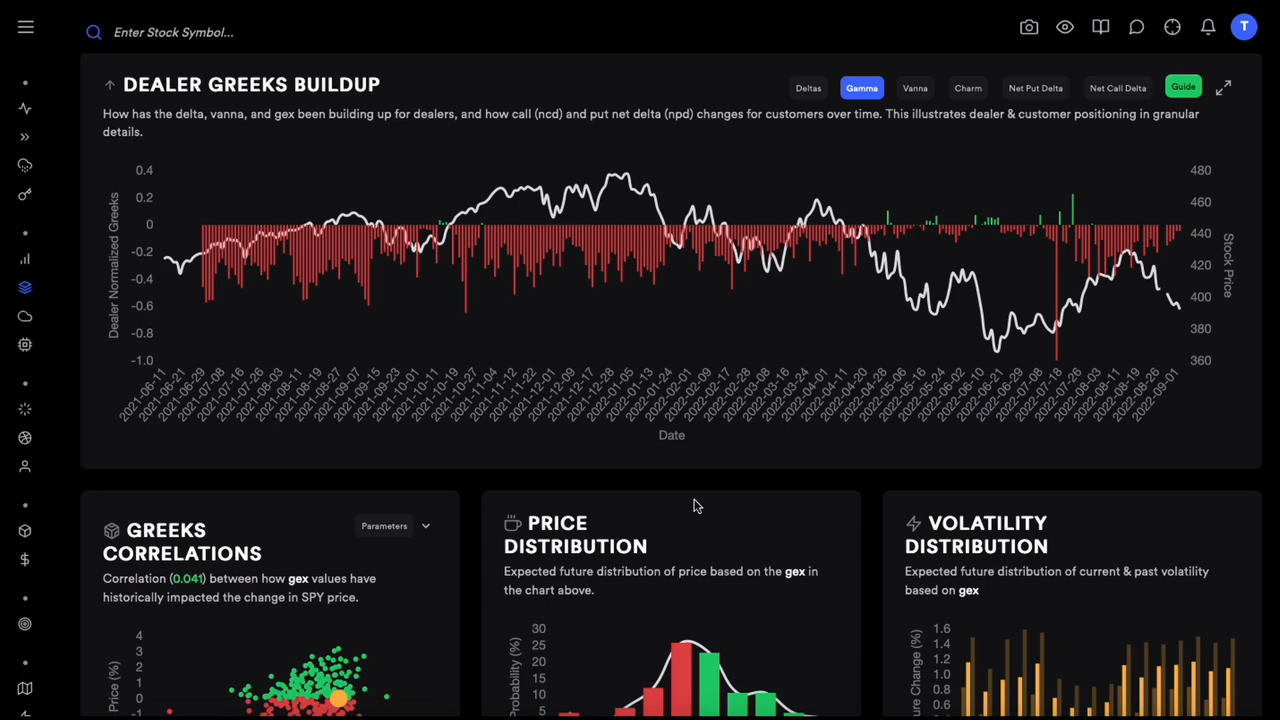 Enter Stock Symbol...
T
DEALER GREEKS BUILDUP
Deltas
Gamma
Vanna
Charm
Net Put Delta
Net Call Delta
Guide
How has the delta, vanna, and gex been building up for dealers, and how call (ncd) and put net delta (npd) changes for customers over time. This illustrates dealer & customer positioning in granular
details.
Dealer Normalized Greeks
0.4
0.2
0
-0.2
-0.4
-0.6
-0.8
-1.0
480
460
440
420
400
380
360
Stock Price
2021-06-11
2021-06-21
2021-06-29
2021-07-08
2021-07-16
2021-07-26
2021-08-03
2021-08-11
2021-08-19
2021-08-27
2021-09-07
2021-09-15
2021-10-01
2021-10-11
2021-10-19
2021-10-27
2021-11-04
2021-11-12
2021-11-22
2021-12-01
2021-12-09
2021-12-17
2021-12-28
2022-01-05
2022-01-13
2022-01-24
2022-02-01
2022-02-09
2022-02-17
2022-02-28
2022-03-08
2022-03-16
2022-03-24
2022-04-01
2022-04-11
2022-04-20
2022-04-28
2022-05-06
2022-05-16
2022-05-24
2022-06-02
2022-06-10
2022-06-21
2022-06-29
2022-07-08
2022-07-18
2022-07-26
2022-08-03
2022-08-11
2022-08-19
2022-08-26
2022-09-01
Date
GREEKS
CORRELATIONS
Parameters
Correlation (0.041) between how gex values have
historically impacted the change in SPY price.
4
3
2
1
0
-1
Price (%)
PRICE
DISTRIBUTION
Expected future distribution of price based on the gex in
the chart above.
30
25
20
15
10
5
Probability (%)
VOLATILITY
DISTRIBUTION
Expected future distribution of current & past volatility
based on gex
1.6
1.4
1.2
1.0
0.8
0.6
0.4
ure Change (%)